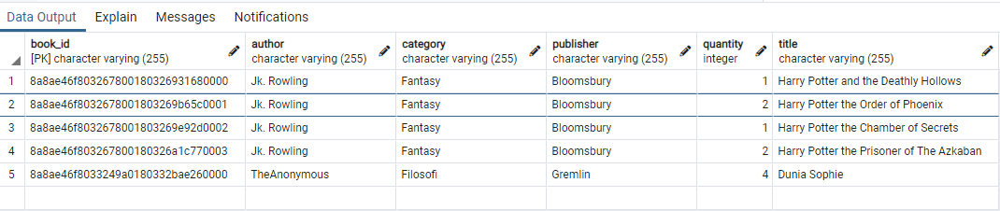 Data Output Explain Messages Notifications
book_id author category publisher quantity title
[PK] character varying (255) character varying (255) character varying (255) character varying (255) integer character varying (255)
1 8a8ae46f803267800180326931680000 Jk. Rowling Fantasy Bloomsbury 1 Harry Potter and the Deathly Hollows
2 8a8ae46f80326780018003269b65c0001 Jk. Rowling Fantasy Bloomsbury 2 Harry Potter the Order of Phoenix
3 8a8ae46f8032678001803269e92d0002 Jk. Rowling Fantasy Bloomsbury 1 Harry Potter the Chamber of Secrets
4 8a8ae46f803267800180326a1c770003 Jk. Rowling Fantasy Bloomsbury 2 Harry Potter the Prisoner of The Azkaban
5 8a8ae46f8033249a0180332bae260000 TheAnonymous Filosofi Gremlin 4 Dunia Sophie